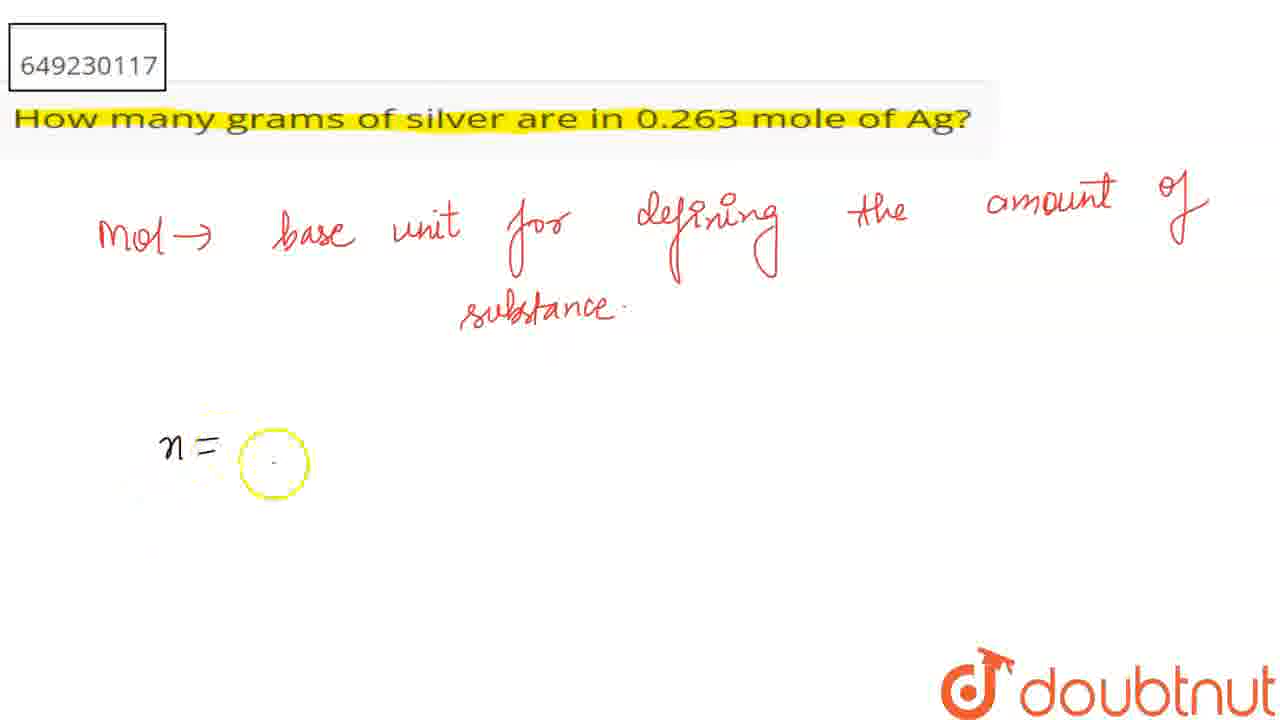 649230117
How many grams of silver are in 0.263 mole of Ag?
Mol → base unit for defining the amount of
substance.
n =
doubtnut